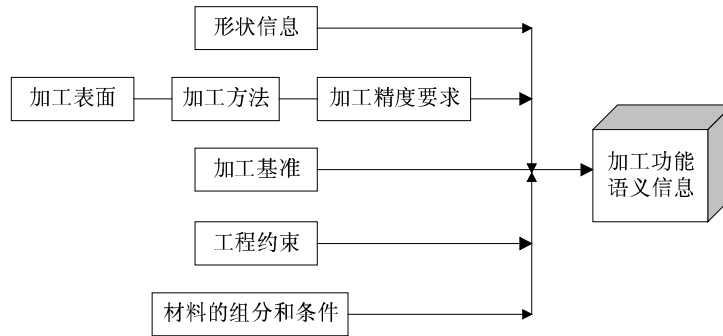 形状信息
加工表面
加工方法
加工精度要求
加工基准
工程约束
材料的组分和条件
加工功能
语义信息